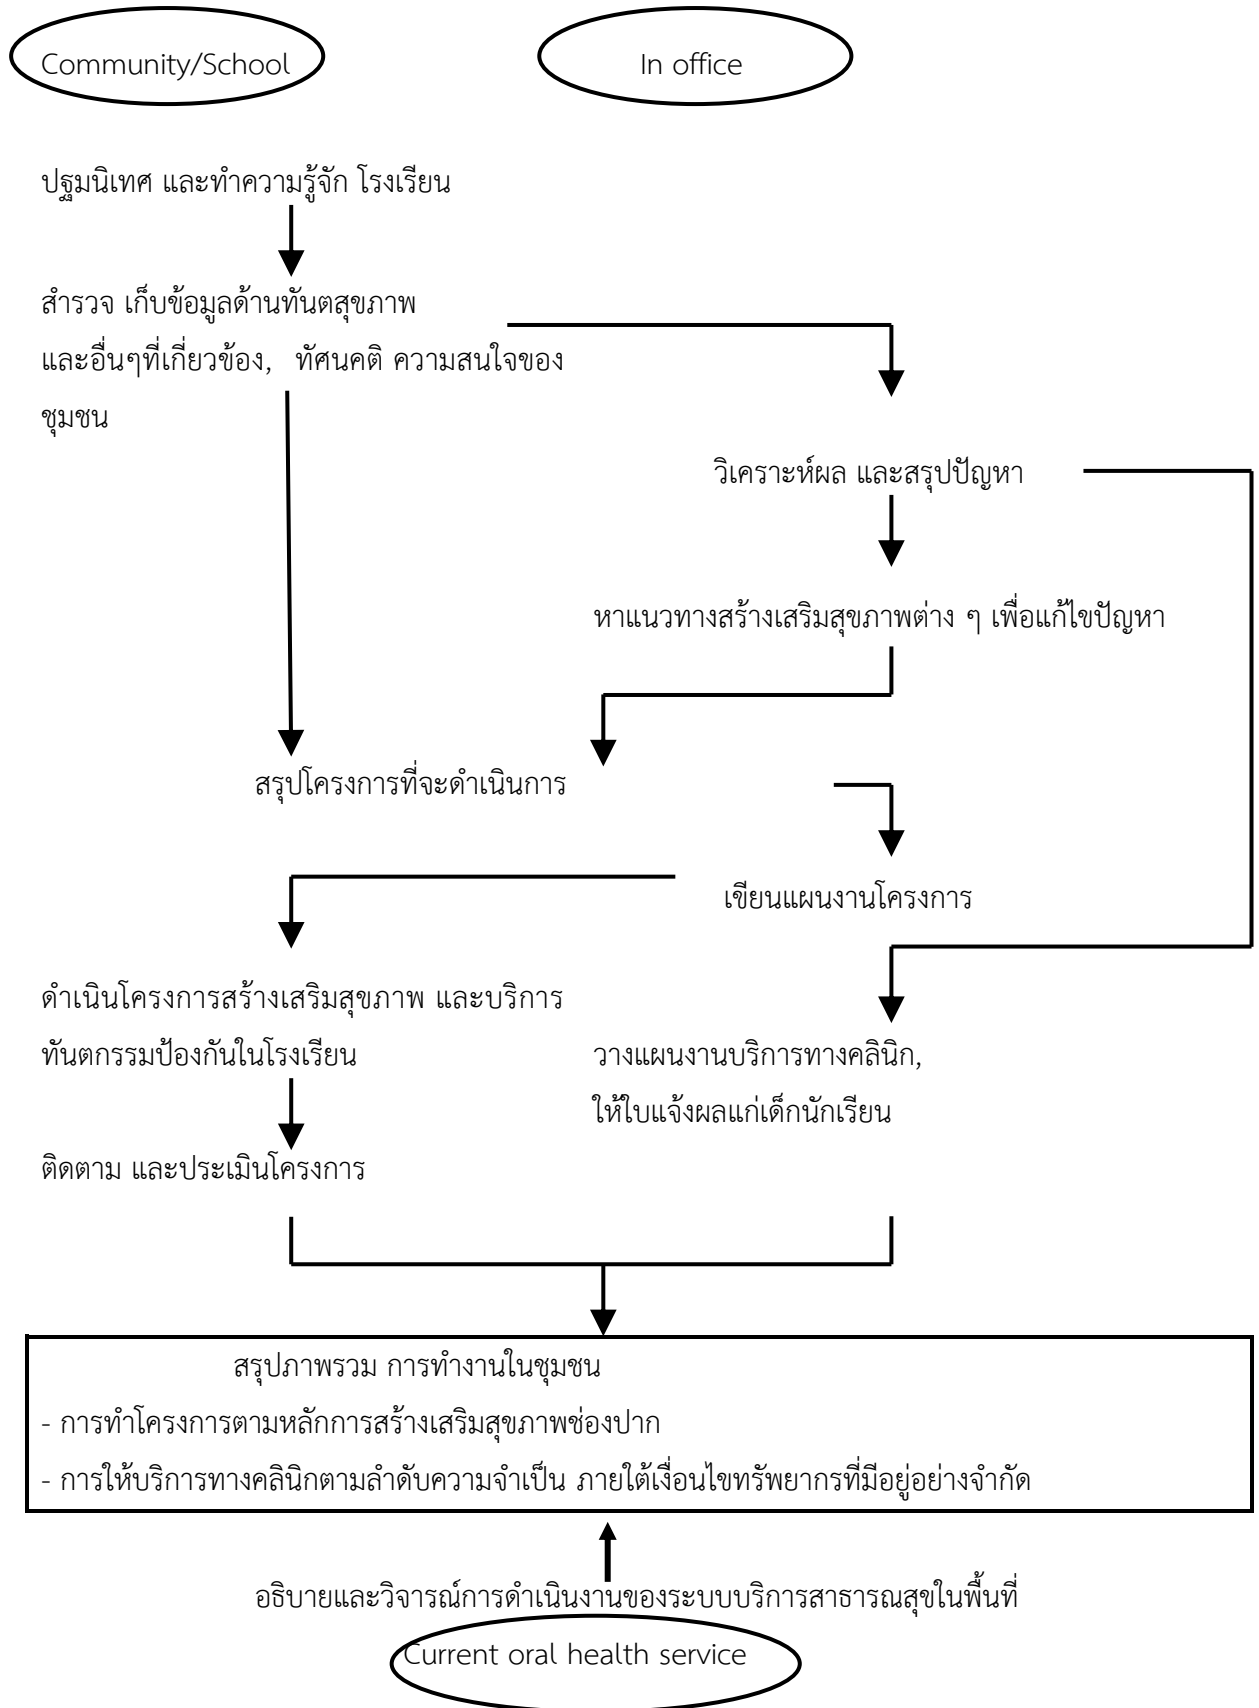 Community/School
In office
ปฐมนิเทศ และทำความรู้จัก โรงเรียน
สำรวจ เก็บข้อมูลด้านทันตสุขภาพ
และอื่นๆที่เกี่ยวข้อง, ทัศนคติ ความสนใจของ
ชุมชน
วิเคราะห์ผล และสรุปปัญหา
หาแนวทางสร้างเสริมสุขภาพต่าง ๆ เพื่อแก้ไขปัญหา
สรุปโครงการที่จะดำเนินการ
เขียนแผนงานโครงการ
ดำเนินโครงการสร้างเสริมสุขภาพ และบริการ
ทันตกรรมป้องกันในโรงเรียน
วางแผนงานบริการทางคลินิก,
ให้ใบแจ้งผลแก่เด็กนักเรียน
ติดตาม และประเมินโครงการ
สรุปภาพรวม การทำงานในชุมชน
- การทำโครงการตามหลักการสร้างเสริมสุขภาพช่องปาก
- การให้บริการทางคลินิกตามลำดับความจำเป็น ภายใต้เงื่อนไขทรัพยากรที่มีอยู่อย่างจำกัด
อธิบายและวิจารณ์การดำเนินงานของระบบบริการสาธารณสุขในพื้นที่
Current oral health service